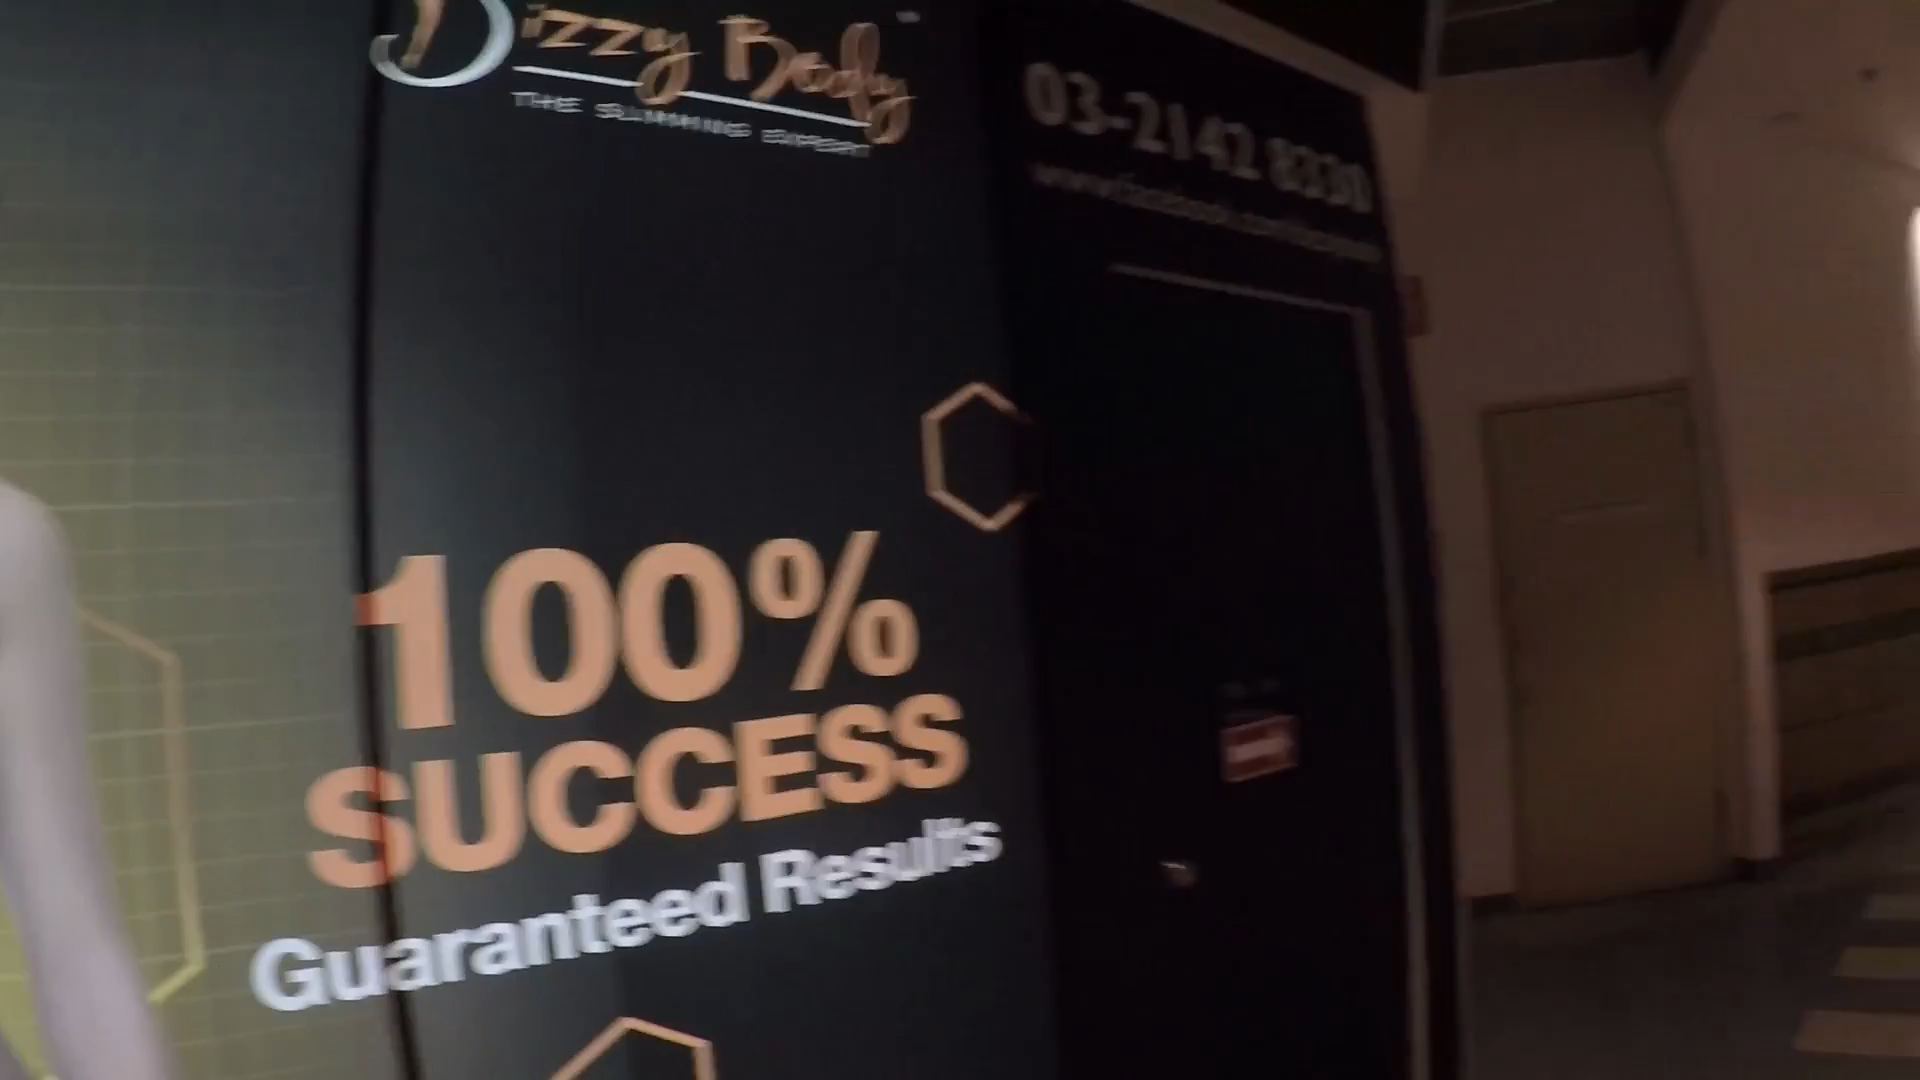 Bizzy Body
THE SLIMMING EXPERT
03-2142 8330
100%
SUCCESS
Guaranteed Results